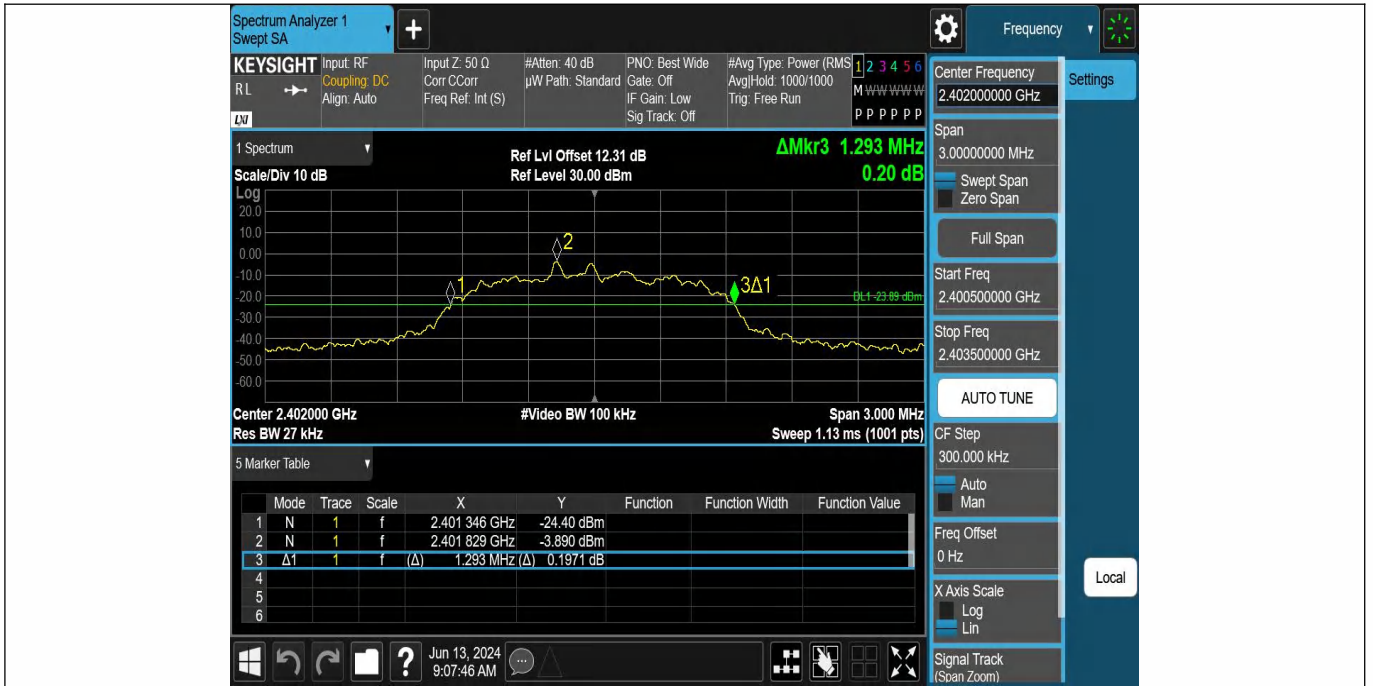 Spectrum Analyzer 1
Swept SA
+
Frequency
KEYSIGHT
RL
LXI
Input: RF
Coupling: DC
Align: Auto
Input Z: 50 Ω
Corr CCorr
Freq Ref: Int (S)
#Atten: 40 dB
µW Path: Standard
PNO: Best Wide
Gate: Off
IF Gain: Low
Sig Track: Off
#Avg Type: Power (RMS
Avg|Hold: 1000/1000
Trig: Free Run
1 2 3 4 5 6
M W W W W W
P P P P P P
1 Spectrum
Scale/Div 10 dB
Ref Lvl Offset 12.31 dB
Ref Level 30.00 dBm
ΔMkr3 1.293 MHz
0.20 dB
Log
20.0
10.0
0.00
-10.0
-20.0
-30.0
-40.0
-50.0
-60.0
1
2
3Δ1
DL1 -23.89 dBm
Center 2.402000 GHz
#Video BW 100 kHz
Span 3.000 MHz
Res BW 27 kHz
Sweep 1.13 ms (1001 pts)
5 Marker Table
Mode Trace Scale X Y Function Function Width Function Value
1 N 1 f 2.401 346 GHz -24.40 dBm
2 N 1 f 2.401 829 GHz -3.890 dBm
3 Δ1 1 f (Δ) 1.293 MHz (Δ) 0.1971 dB
4
5
6
?
Jun 13, 2024
9:07:46 AM
Center Frequency
2.402000000 GHz
Settings
Span
3.00000000 MHz
Swept Span
Zero Span
Full Span
Start Freq
2.400500000 GHz
Stop Freq
2.403500000 GHz
AUTO TUNE
CF Step
300.000 kHz
Auto
Man
Freq Offset
0 Hz
Local
X Axis Scale
Log
Lin
Signal Track
(Span Zoom)